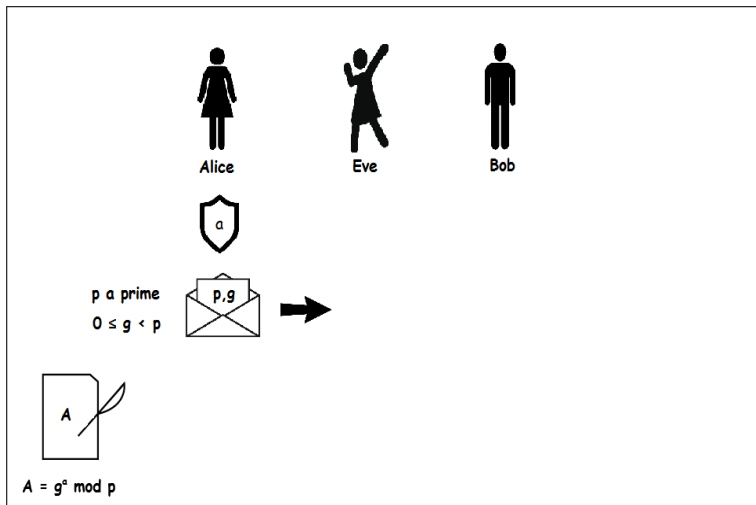 Alice
Eve
Bob
a
p a prime
p,g
0 ≤ g < p
A
A = gᵃ mod p